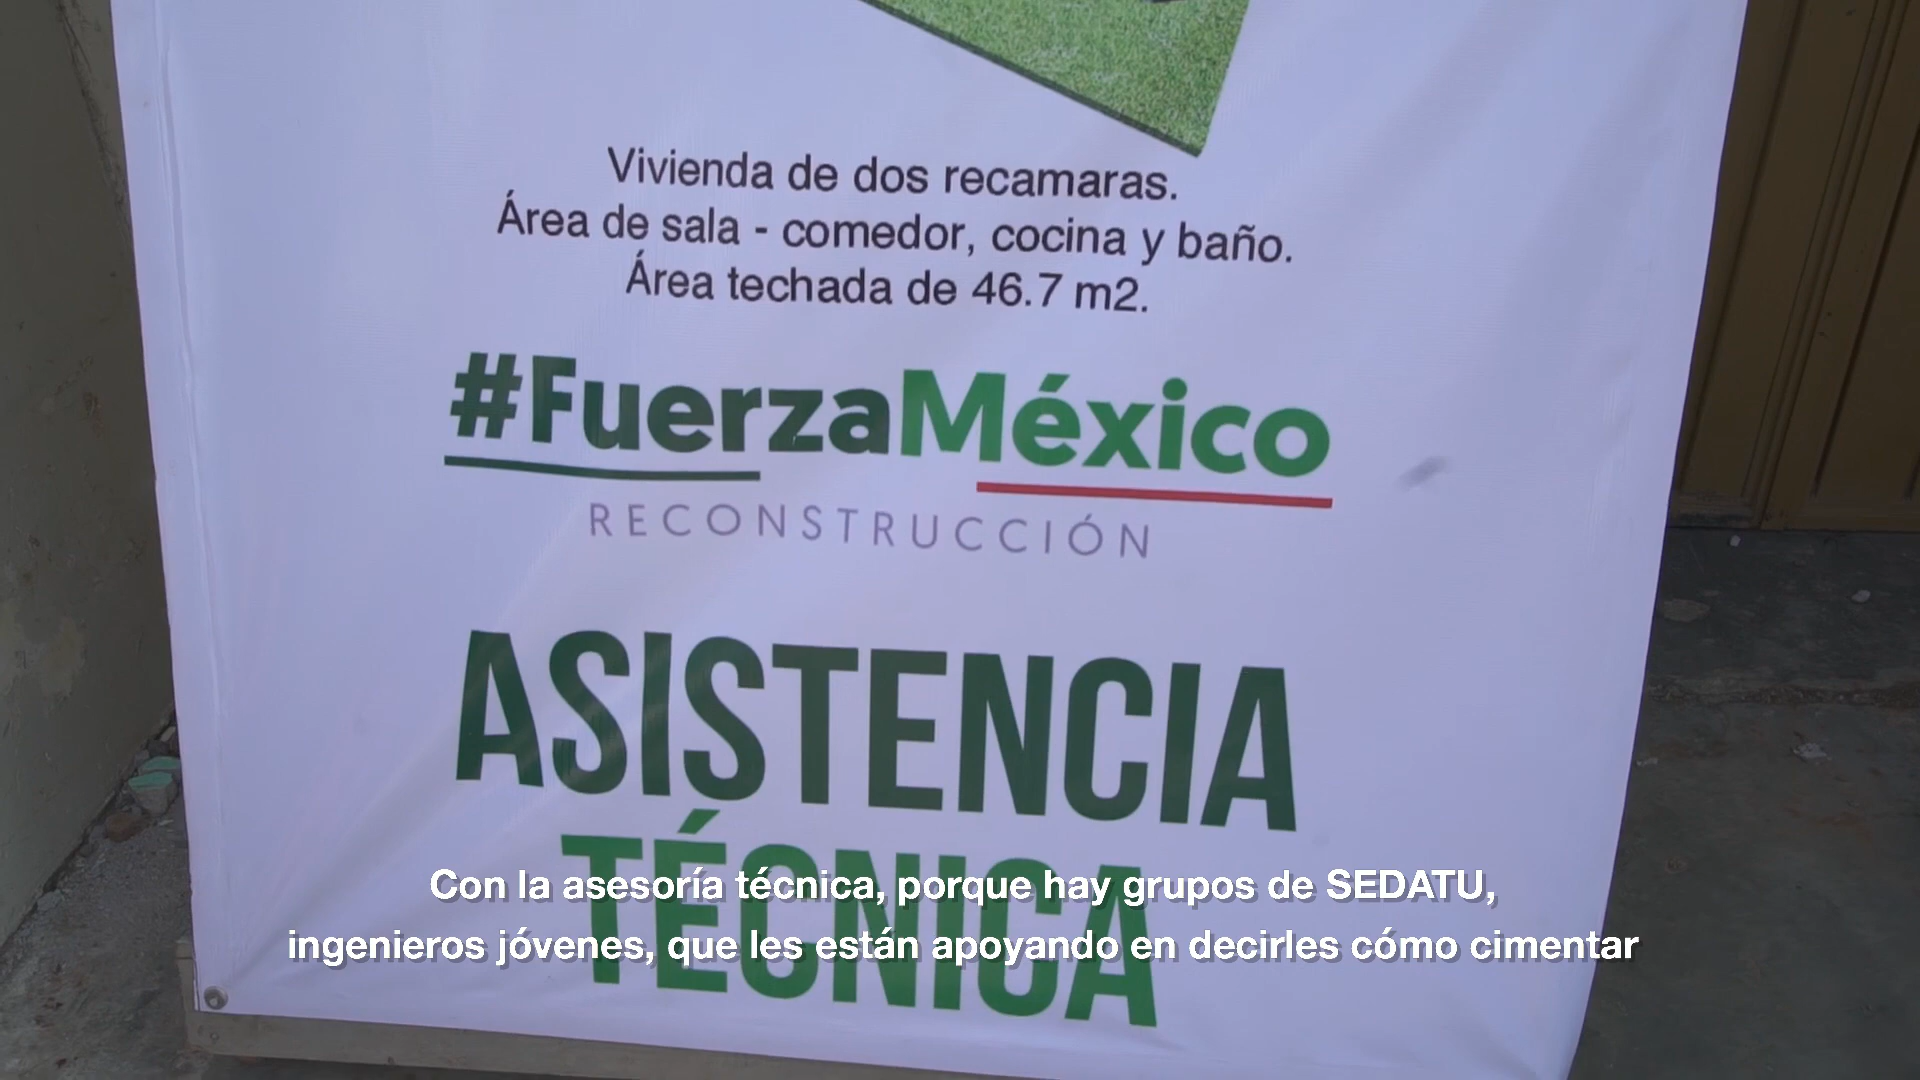 Vivienda de dos recamaras.
Área de sala - comedor, cocina y baño.
Área techada de 46.7 m2.
#FuerzaMéxico
RECONSTRUCCIÓN
ASISTENCIA
TÉCNICA
Con la asesoría técnica, porque hay grupos de SEDATU,
ingenieros jóvenes, que les están apoyando en decirles cómo cimentar